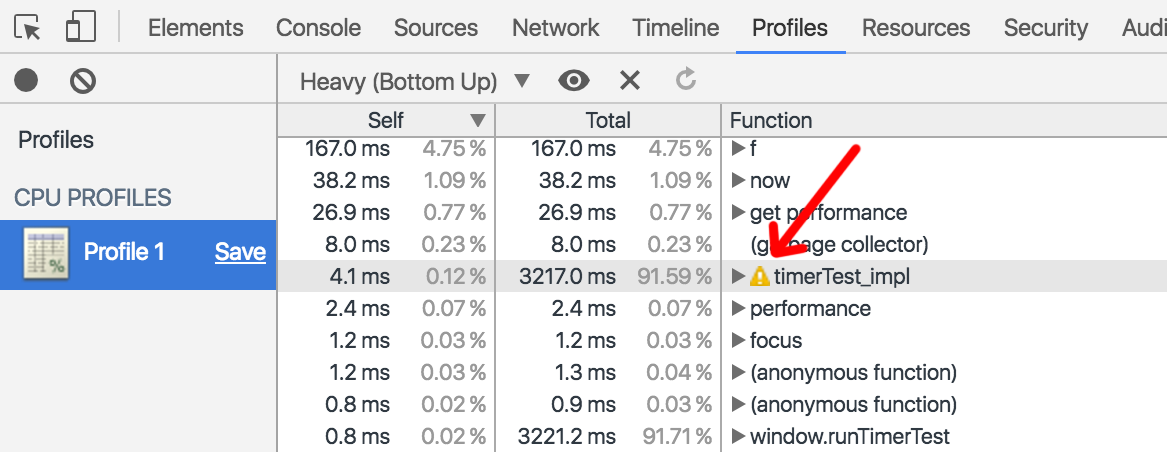 Elements Console Sources Network Timeline Profiles Resources Security Audi
Heavy (Bottom Up)
Profiles
CPU PROFILES
Profile 1 Save
%
Self Total Function
167.0 ms 4.75 % 167.0 ms 4.75 % f
38.2 ms 1.09 % 38.2 ms 1.09 % now
26.9 ms 0.77 % 26.9 ms 0.77 % get performance
8.0 ms 0.23 % 8.0 ms 0.23 % (garbage collector)
4.1 ms 0.12 % 3217.0 ms 91.59 % timerTest_impl
2.4 ms 0.07 % 2.4 ms 0.07 % performance
1.2 ms 0.03 % 1.2 ms 0.03 % focus
1.2 ms 0.03 % 1.3 ms 0.04 % (anonymous function)
0.8 ms 0.02 % 0.9 ms 0.03 % (anonymous function)
0.8 ms 0.02 % 3221.2 ms 91.71 % window.runTimerTest